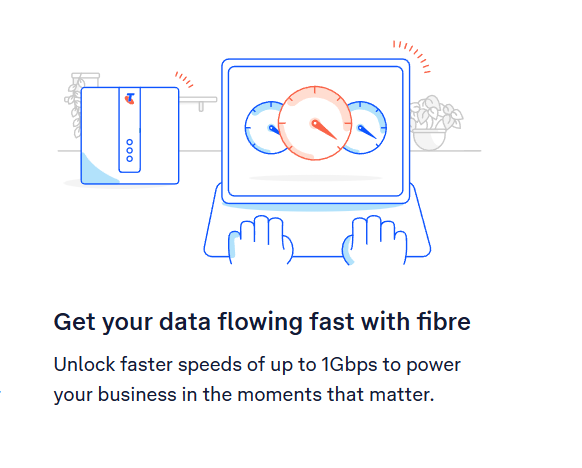 Get your data flowing fast with fibre
Unlock faster speeds of up to 1Gbps to power
your business in the moments that matter.